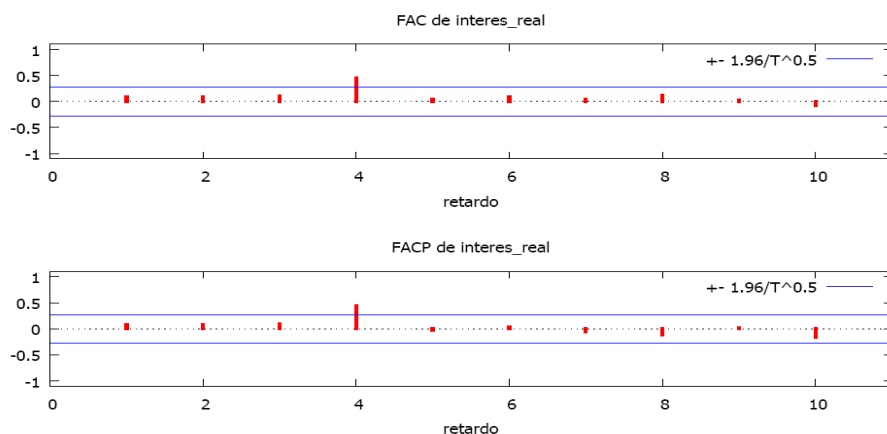 FAC de interes_real
1
0.5
0
-0.5
-1
+- 1.96/T^0.5
0 2 4 6 8 10
retardo
FACP de interes_real
1
0.5
0
-0.5
-1
+- 1.96/T^0.5
0 2 4 6 8 10
retardo